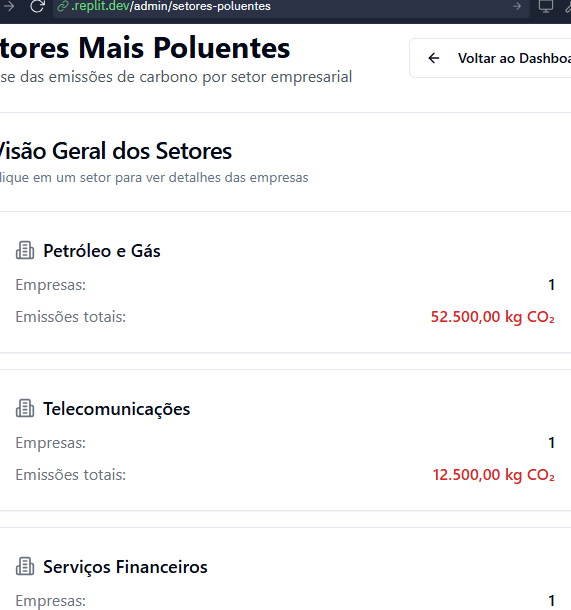 .replit.dev/admin/setores-poluentes
tores Mais Poluentes
se das emissões de carbono por setor empresarial
Voltar ao Dashboa
Visão Geral dos Setores
lique em um setor para ver detalhes das empresas
Petróleo e Gás
Empresas: 1
Emissões totais: 52.500,00 kg CO₂
Telecomunicações
Empresas: 1
Emissões totais: 12.500,00 kg CO₂
Serviços Financeiros
Empresas: 1